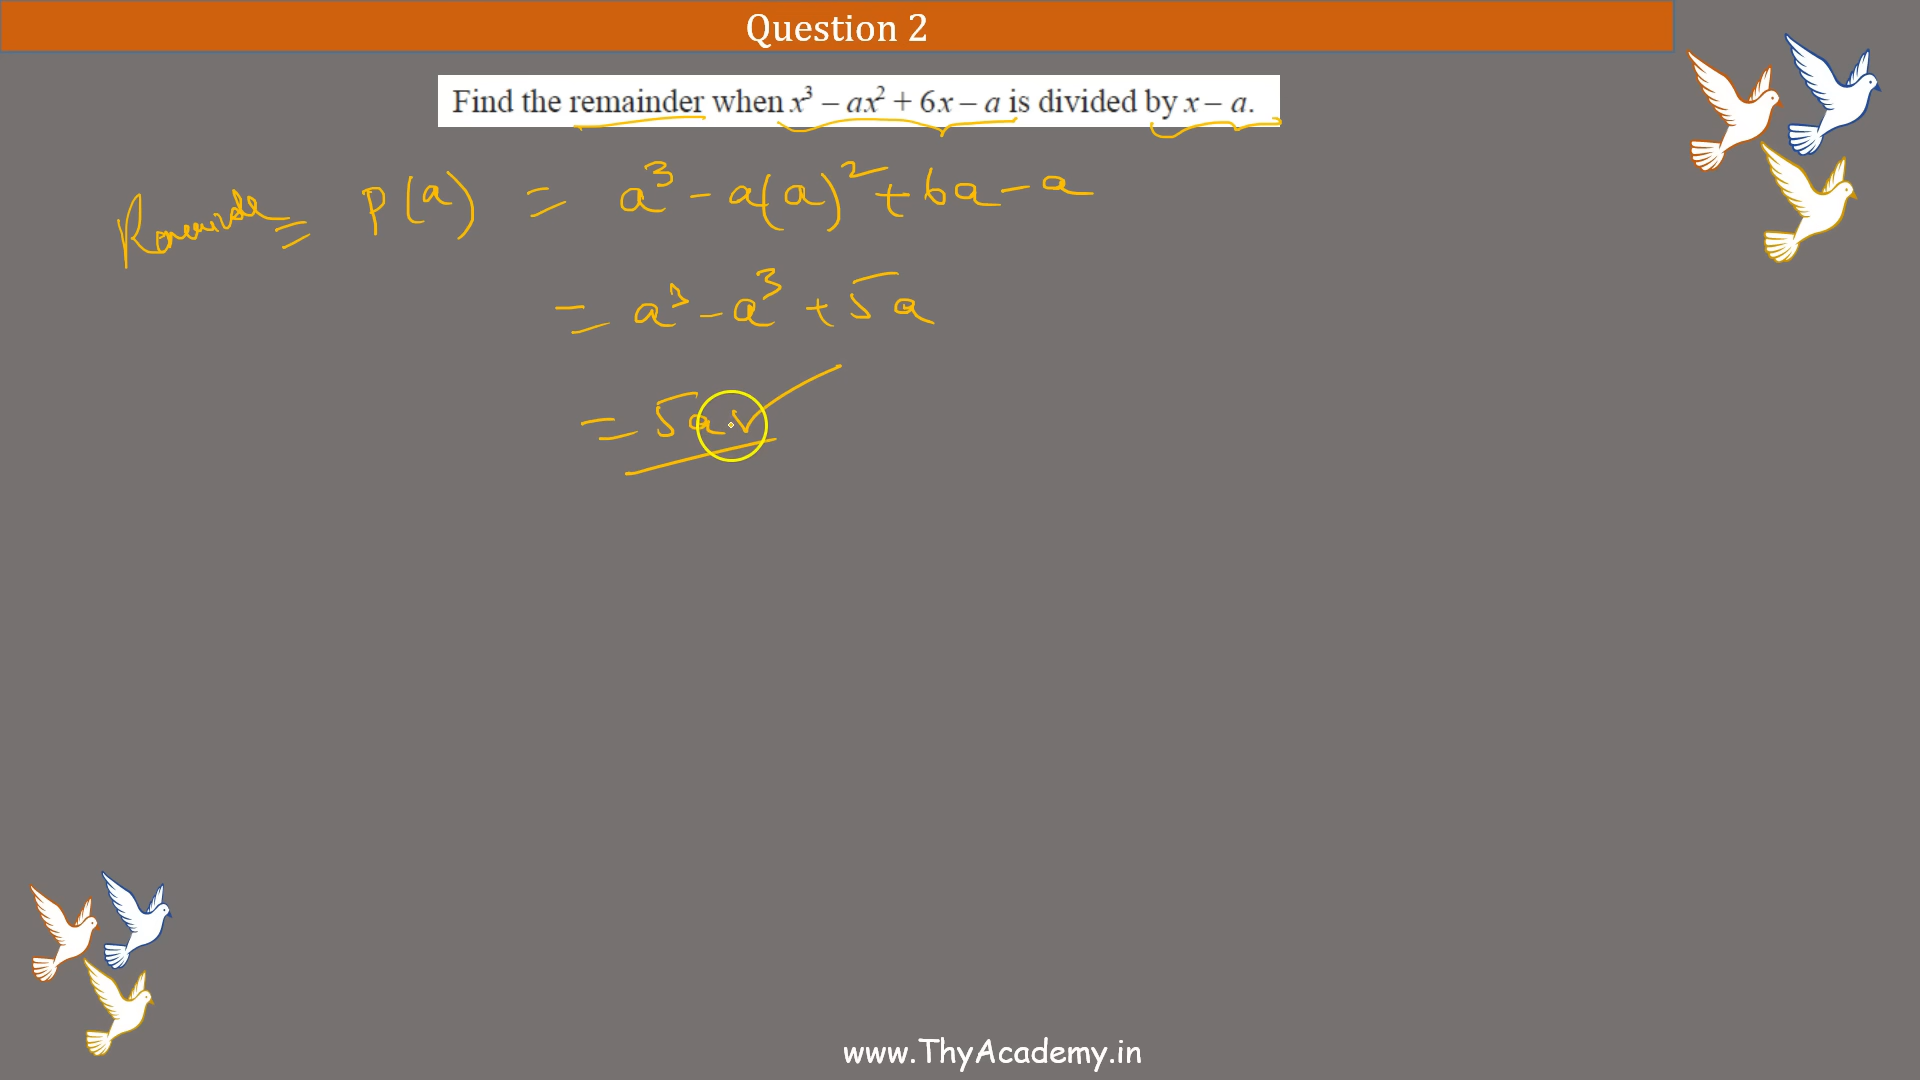 Question 2
Find the remainder when x³ – ax² + 6x – a is divided by x – a.
= P(a) = a³ - a(a)² + 6a - a
= a³ - a³ + 5a
= 5a ✓
www.ThyAcademy.in